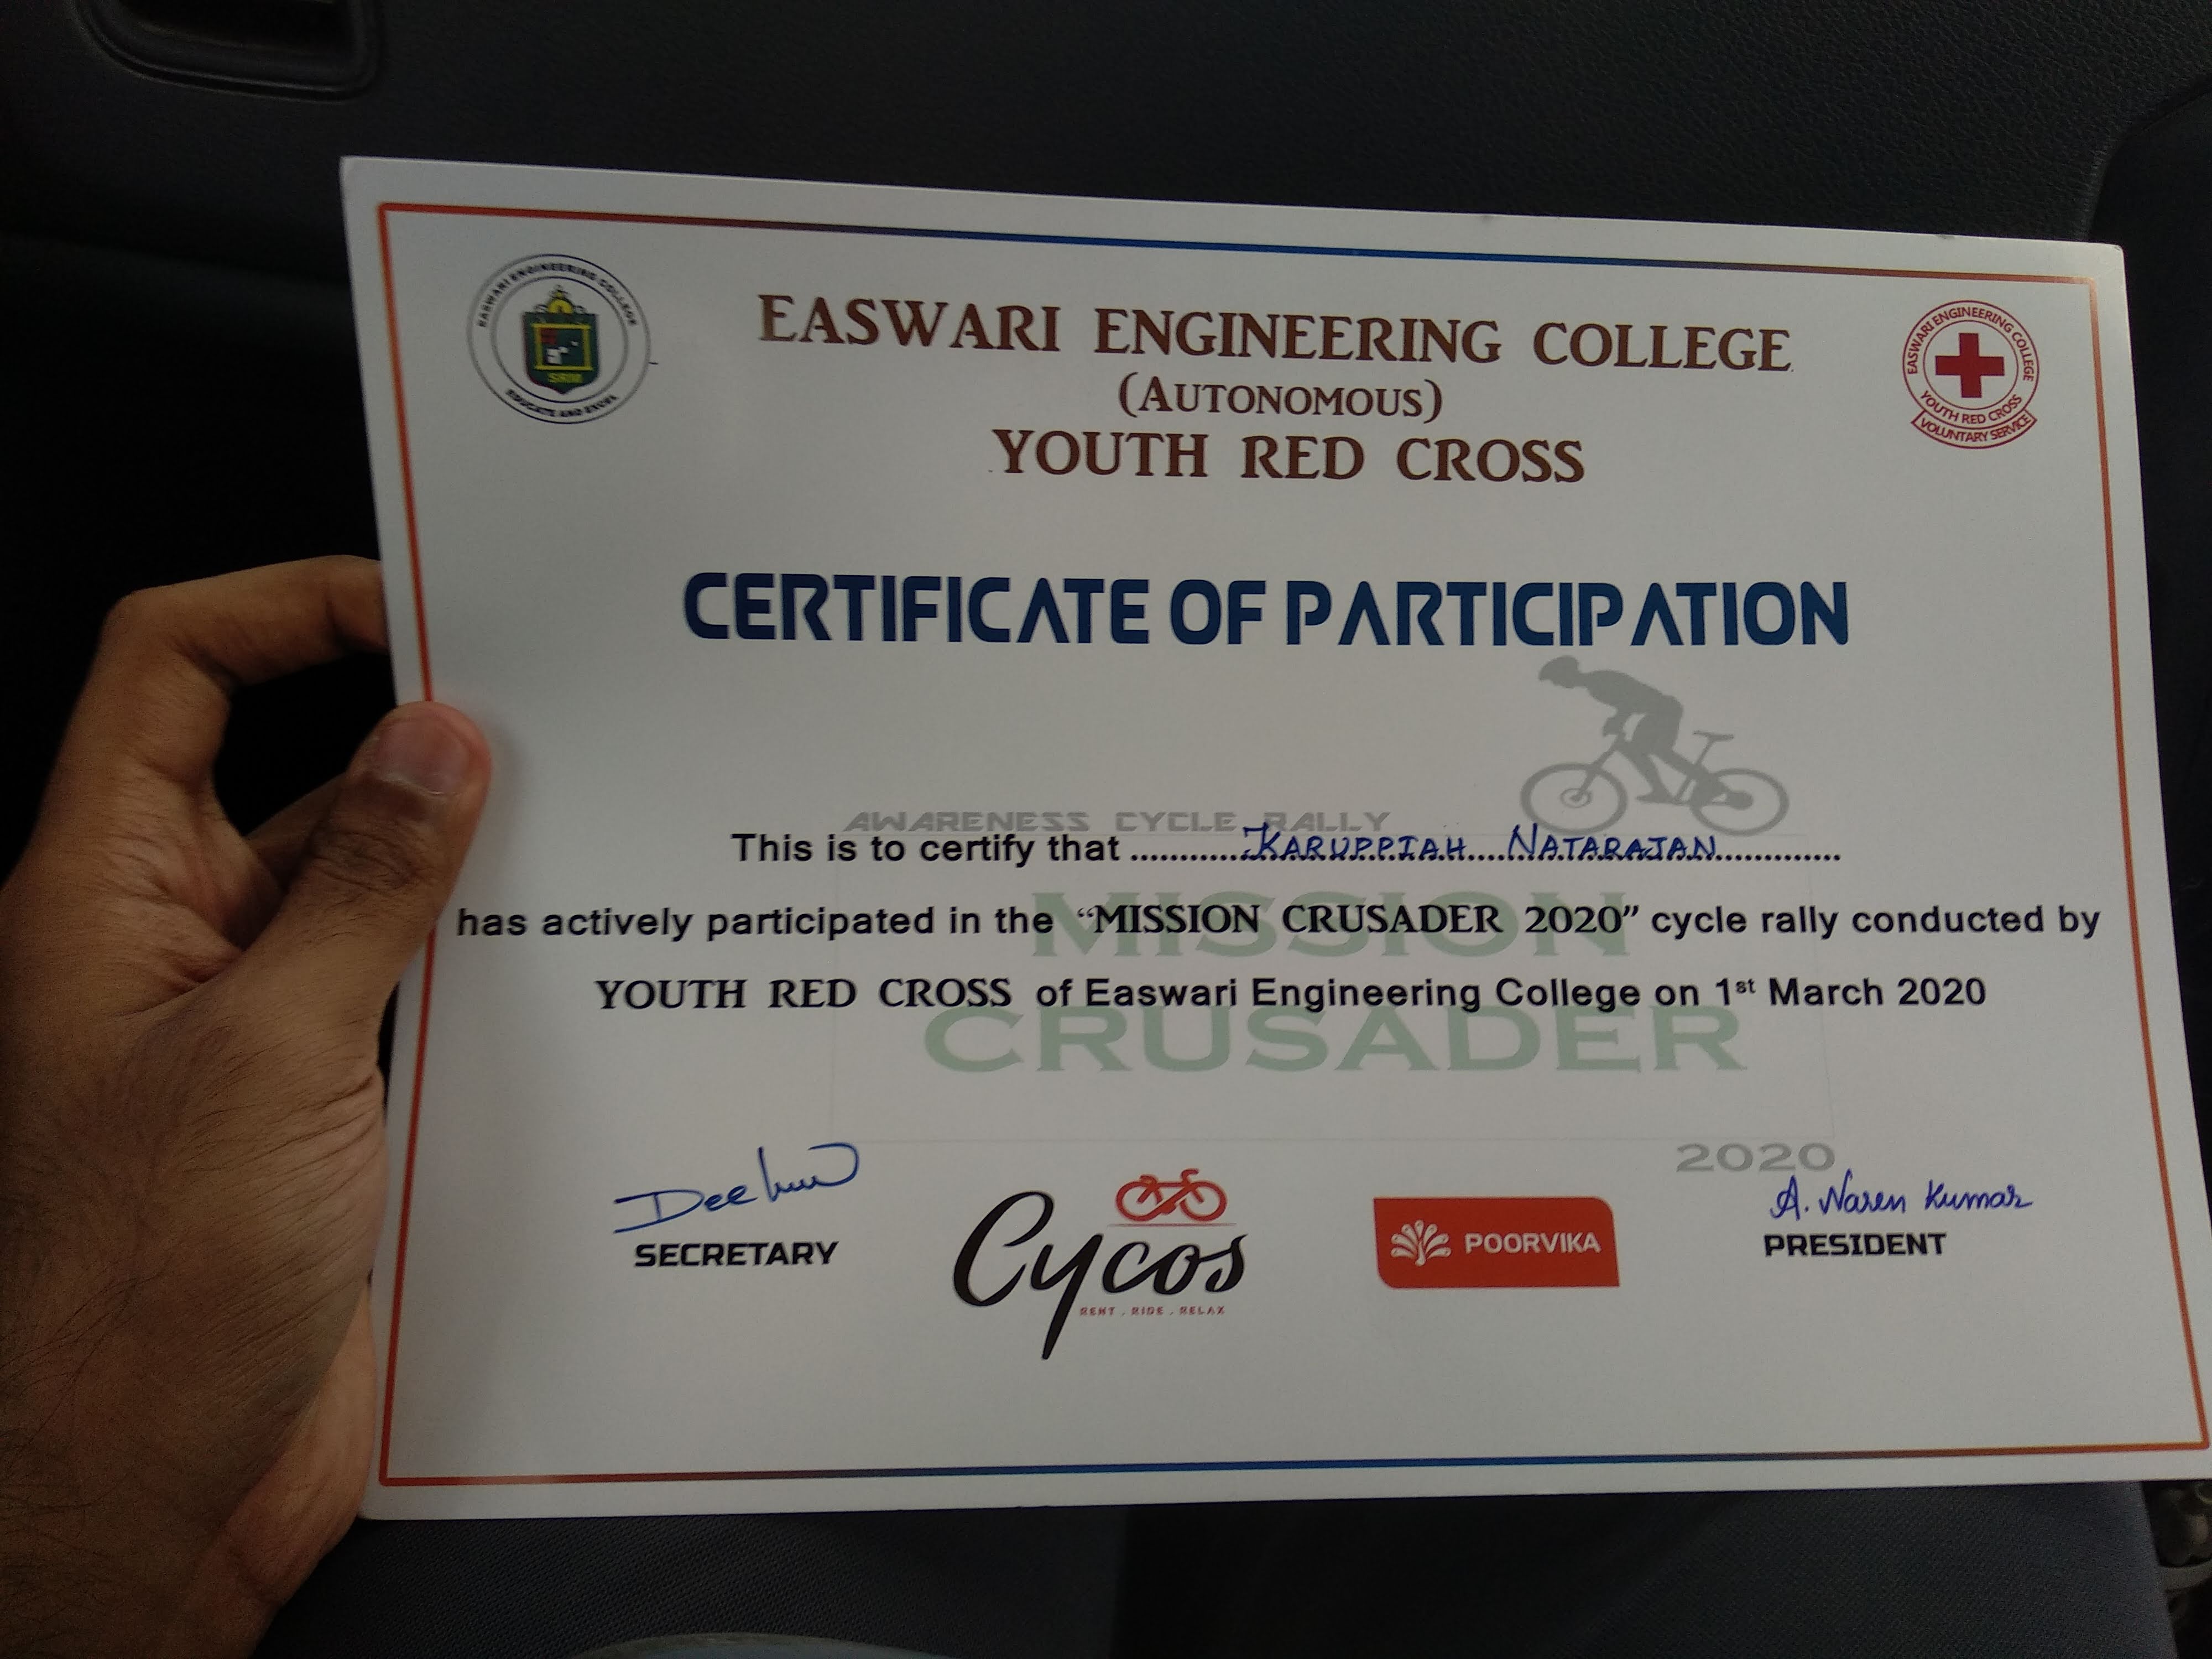 EASWARI ENGINEERING COLLEGE
EDUCATE AND EXCEL
SRM
EASWARI ENGINEERING COLLEGE
(AUTONOMOUS)
YOUTH RED CROSS
EASWARI ENGINEERING COLLEGE
YOUTH RED CROSS
VOLUNTARY SERVICE
CERTIFICATE OF PARTICIPATION
AWARENESS CYCLE RALLY
This is to certify that ............KARUPPIAH....NATARAJAN..............
has actively participated in the “MISSION CRUSADER 2020” cycle rally conducted by
MISSION
YOUTH RED CROSS of Easwari Engineering College on 1st March 2020
CRUSADER
2020
A. Naren Kumar
SECRETARY
Cycos
RENT . RIDE . RELAX
POORVIKA
PRESIDENT